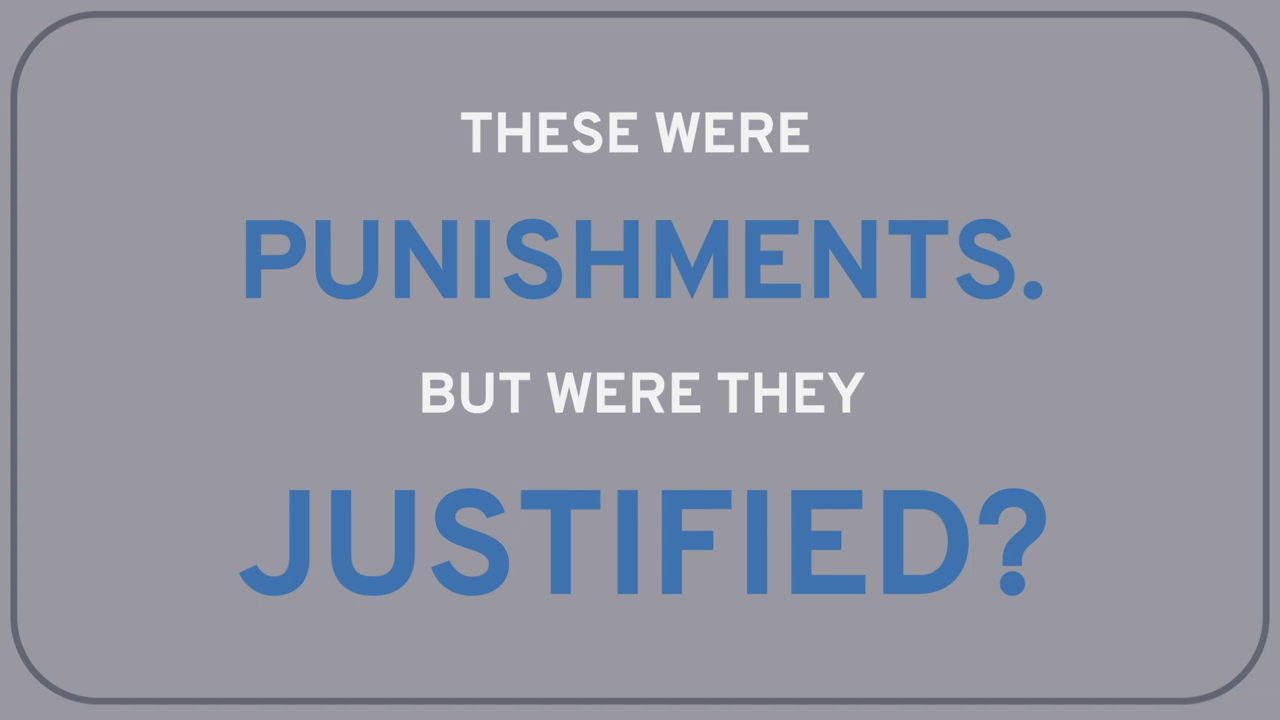 THESE WERE
PUNISHMENTS.
BUT WERE THEY
JUSTIFIED?